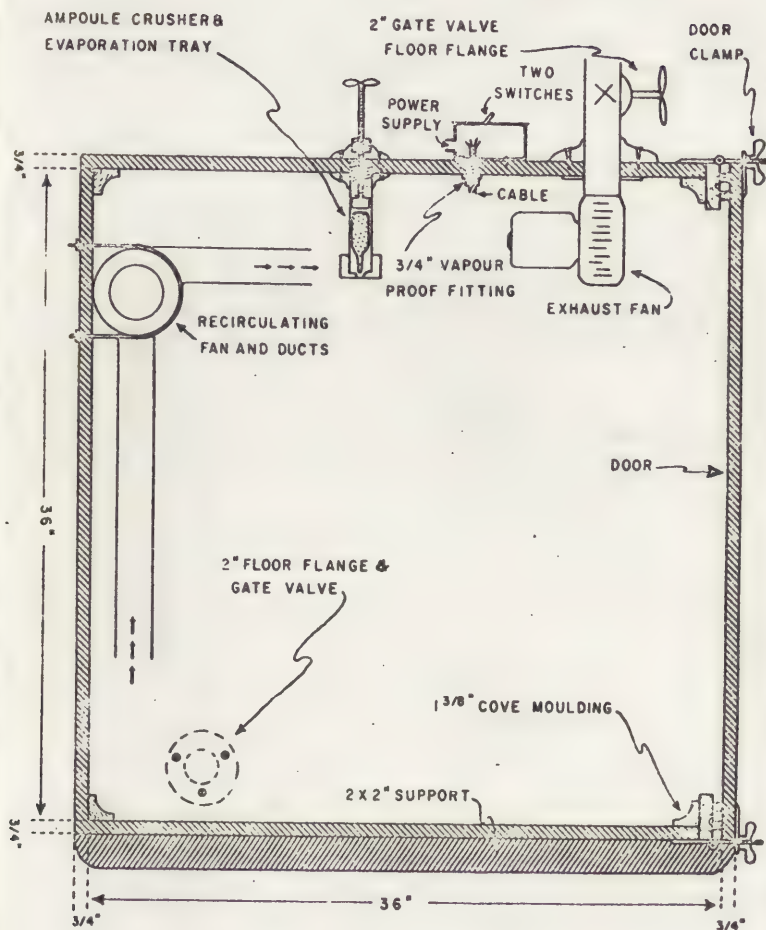 AMPOULE CRUSHER &
EVAPORATION TRAY
2" GATE VALVE
FLOOR FLANGE
DOOR
CLAMP
TWO
SWITCHES
POWER
SUPPLY
CABLE
3/4"
3/4" VAPOUR
PROOF FITTING
EXHAUST FAN
RECIRCULATING
FAN AND DUCTS
DOOR
36"
2" FLOOR FLANGE &
GATE VALVE
1 3/8" COVE MOULDING
2 X 2" SUPPORT
3/4"
36"
3/4"
3/4"